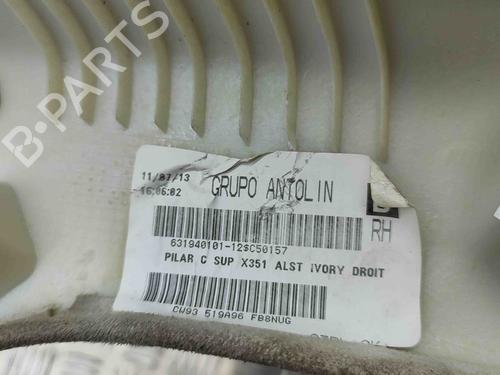 B-PARTS
11/07/13
16:06:02
GRUPO ANTOLIN
RH
631940101-12$C50157
PILAR C SUP X351 ALST IVORY DROIT
CW93 519A96 FB8NUG